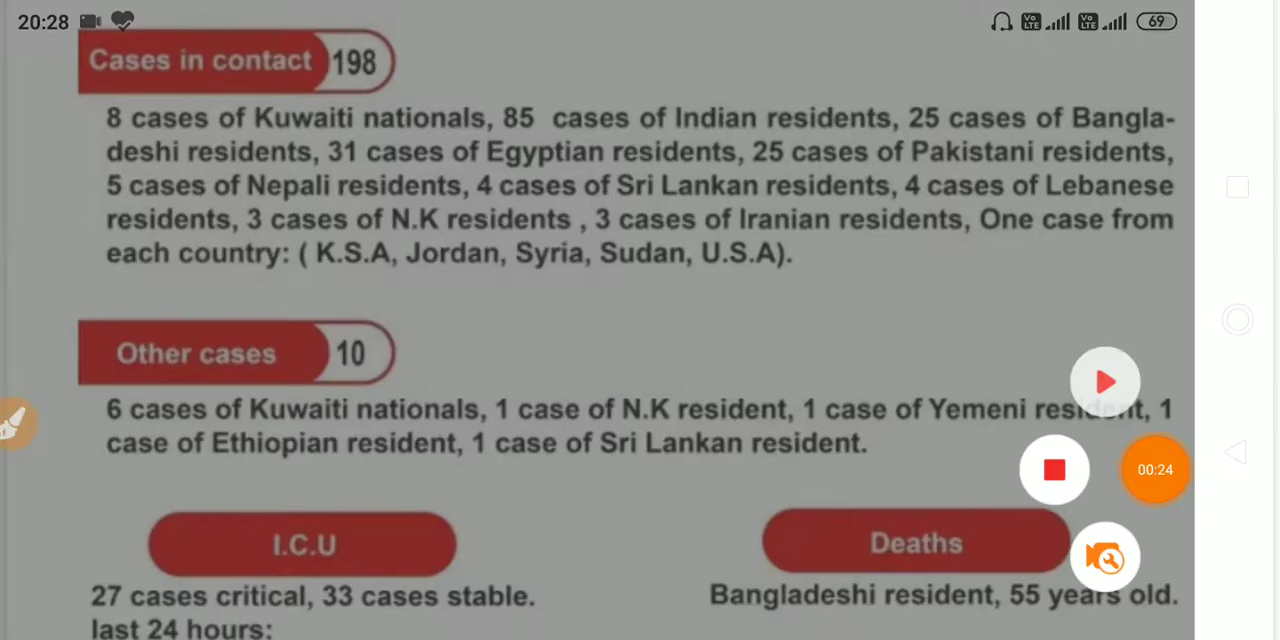 20:28
Vo LTE Vo LTE 69
Cases in contact 198
8 cases of Kuwaiti nationals, 85 cases of Indian residents, 25 cases of Bangla-
deshi residents, 31 cases of Egyptian residents, 25 cases of Pakistani residents,
5 cases of Nepali residents, 4 cases of Sri Lankan residents, 4 cases of Lebanese
residents, 3 cases of N.K residents , 3 cases of Iranian residents, One case from
each country: ( K.S.A, Jordan, Syria, Sudan, U.S.A).
Other cases 10
6 cases of Kuwaiti nationals, 1 case of N.K resident, 1 case of Yemeni resident, 1
case of Ethiopian resident, 1 case of Sri Lankan resident.
00:24
I.C.U
Deaths
27 cases critical, 33 cases stable.
Bangladeshi resident, 55 years old.
last 24 hours: